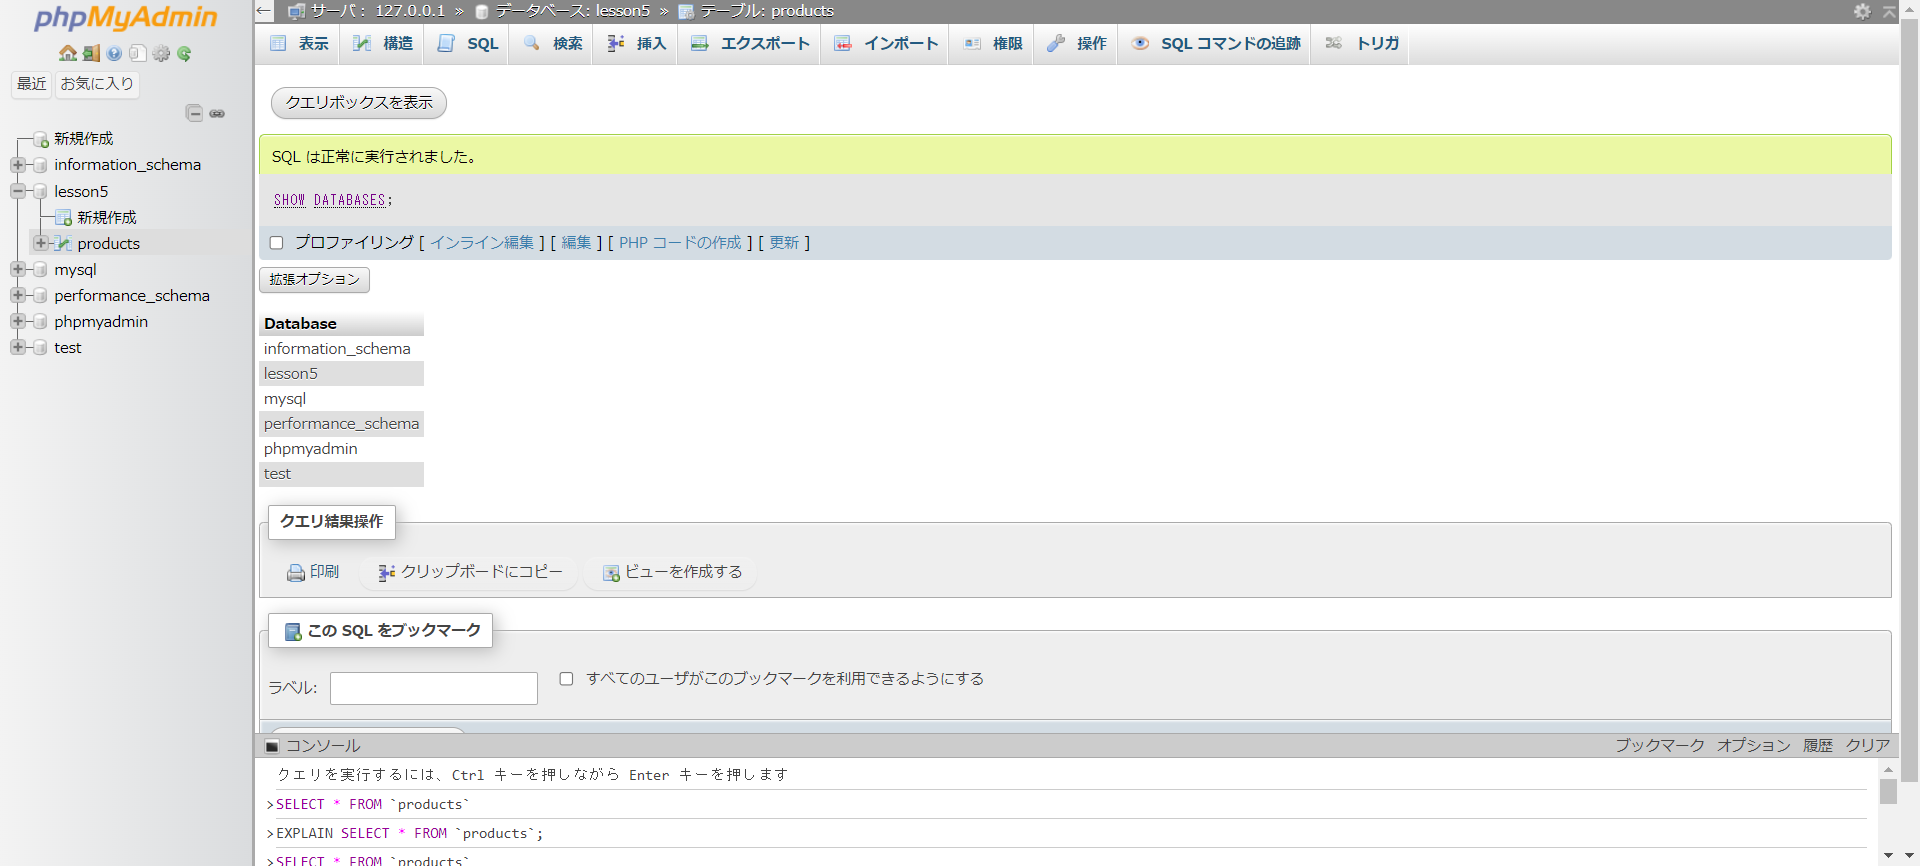 phpMyAdmin
最近 お気に入り
新規作成
information_schema
lesson5
新規作成
products
mysql
performance_schema
phpmyadmin
test
← サーバ: 127.0.0.1 » データベース: lesson5 » テーブル: products
表示 構造 SQL 検索 挿入 エクスポート インポート 権限 操作 SQL コマンドの追跡 トリガ
クエリボックスを表示
SQL は正常に実行されました。
SHOW DATABASES;
プロファイリング [ インライン編集 ] [ 編集 ] [ PHP コードの作成 ] [ 更新 ]
拡張オプション
Database
information_schema
lesson5
mysql
performance_schema
phpmyadmin
test
クエリ結果操作
印刷 クリップボードにコピー ビューを作成する
この SQL をブックマーク
ラベル: すべてのユーザがこのブックマークを利用できるようにする
コンソール ブックマーク オプション 履歴 クリア
クエリを実行するには、Ctrl キーを押しながら Enter キーを押します
>SELECT * FROM `products`
>EXPLAIN SELECT * FROM `products`;
>SELECT * FROM `products`